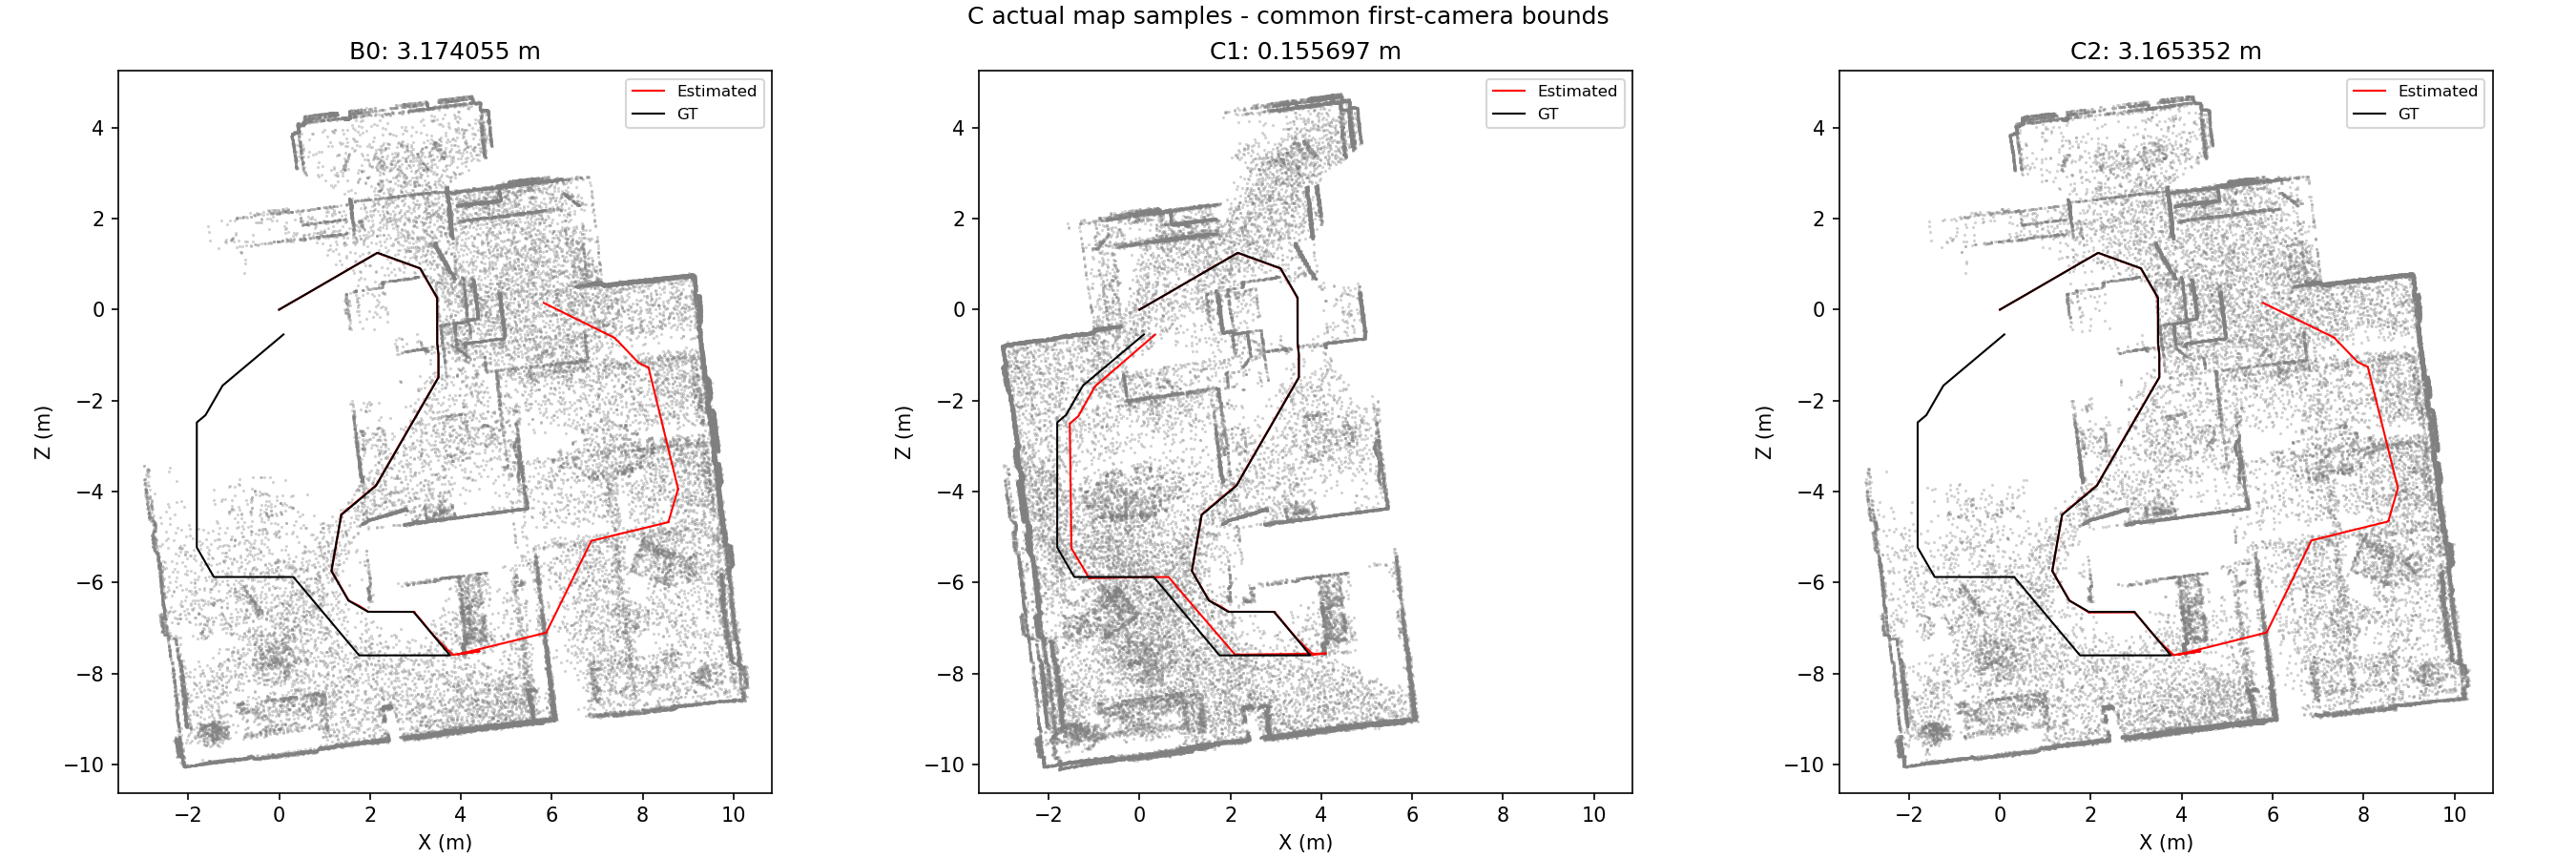 C actual map samples - common first-camera bounds
B0: 3.174055 m
Estimated
GT
4
2
0
−2
−4
−6
−8
−10
Z (m)
−2 0 2 4 6 8 10
X (m)
C1: 0.155697 m
Estimated
GT
4
2
0
−2
−4
−6
−8
−10
Z (m)
−2 0 2 4 6 8 10
X (m)
C2: 3.165352 m
Estimated
GT
4
2
0
−2
−4
−6
−8
−10
Z (m)
−2 0 2 4 6 8 10
X (m)